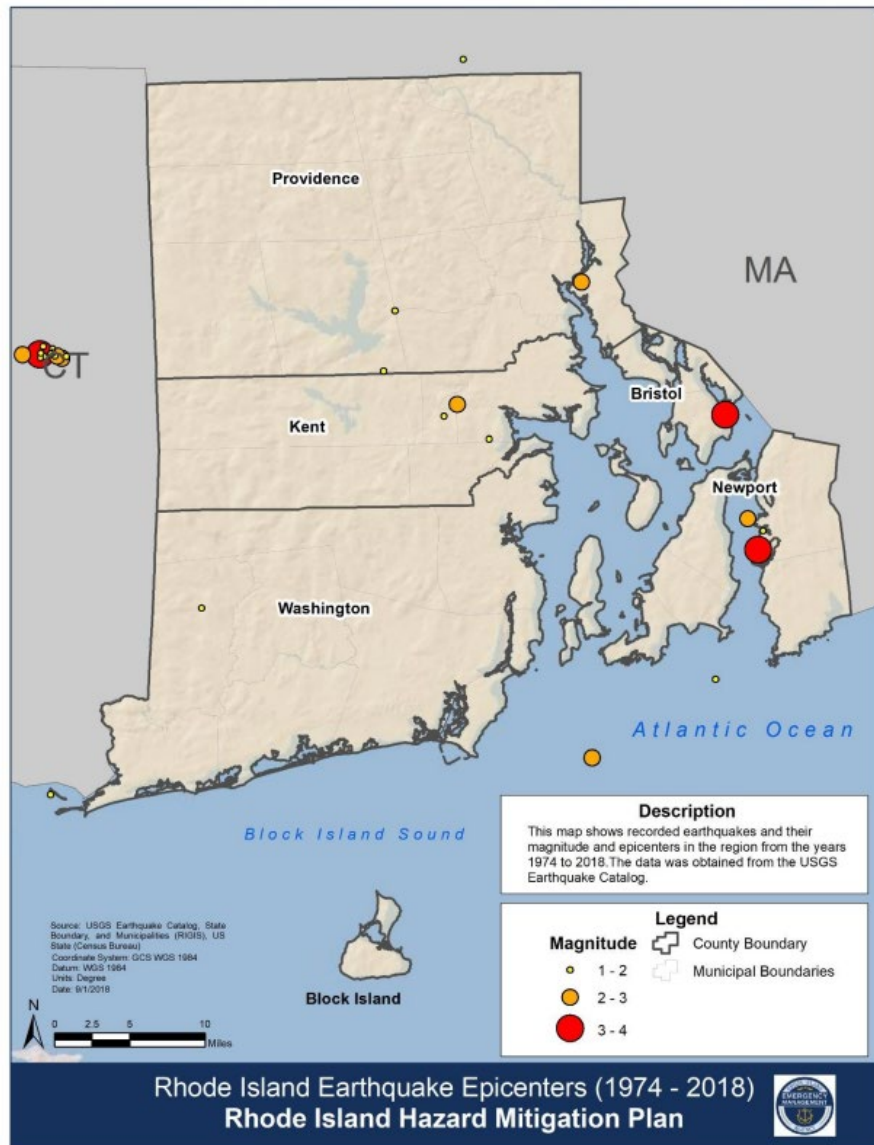 Providence
MA
CT
Bristol
Kent
Newport
Washington
Atlantic Ocean
Block Island Sound
Description
This map shows recorded earthquakes and their
magnitude and epicenters in the region from the years
1974 to 2018.The data was obtained from the USGS
Earthquake Catalog.
Source: USGS Earthquake Catalog, State
Boundary, and Municipalities (RIGIS), US
State (Census Bureau)
Coordinate System: GCS WGS 1984
Datum: WGS 1984
Units: Degree
Date: 9/1/2018
Block Island
Legend
Magnitude
1 - 2
2 - 3
3 - 4
County Boundary
Municipal Boundaries
N
0 2.5 5 10
Miles
Rhode Island Earthquake Epicenters (1974 - 2018)
Rhode Island Hazard Mitigation Plan
RHODE ISLAND
EMERGENCY
MANAGEMENT